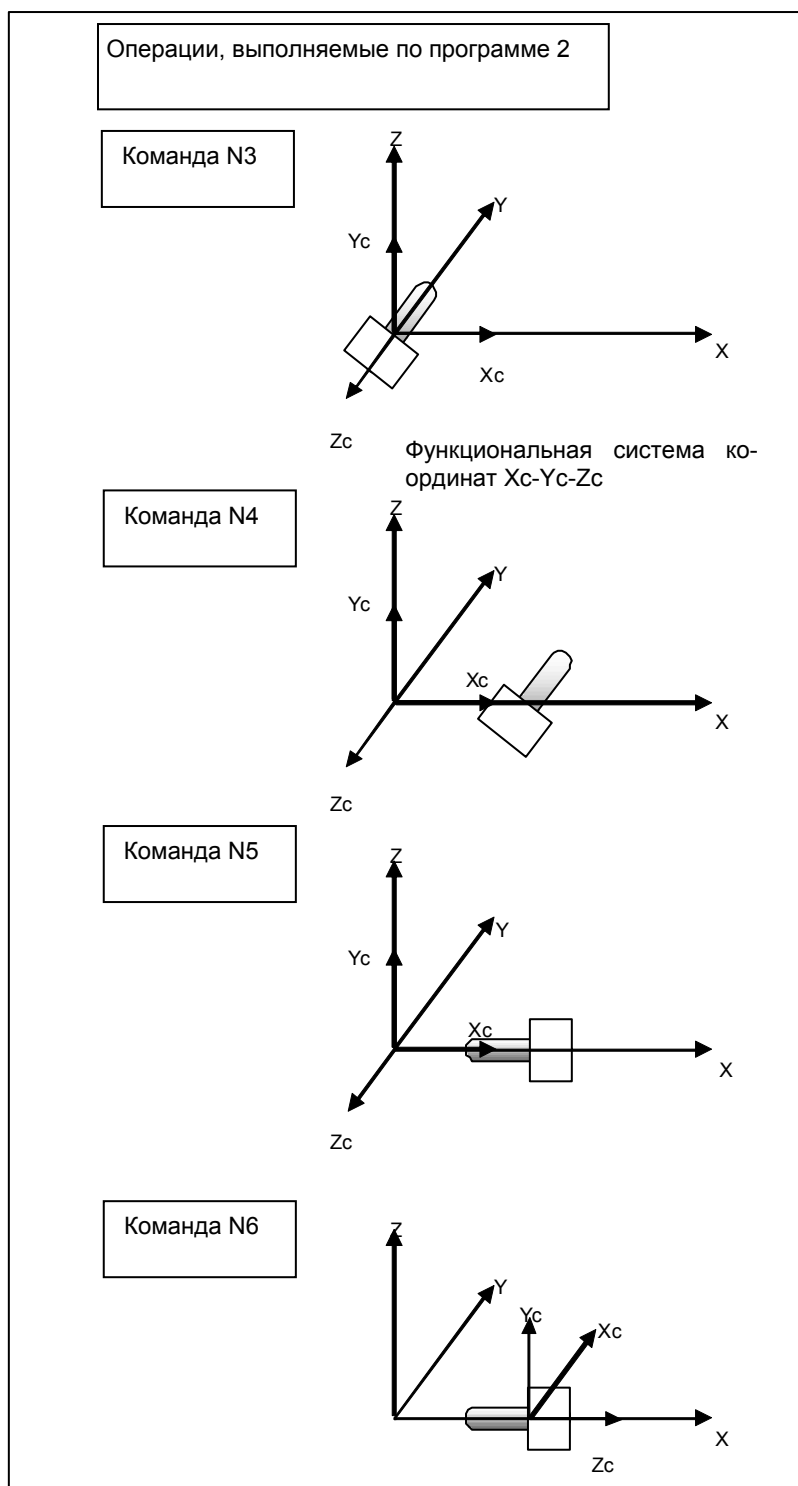 Операции, выполняемые по программе 2
Команда N3
Z
Y
Yc
X
Xc
Zc
Функциональная система ко-
ординат Xc-Yc-Zc
Команда N4
Z
Y
Yc
Xc
X
Zc
Команда N5
Z
Y
Yc
Xc
X
Zc
Команда N6
Z
Y
Yc
Xc
X
Zc